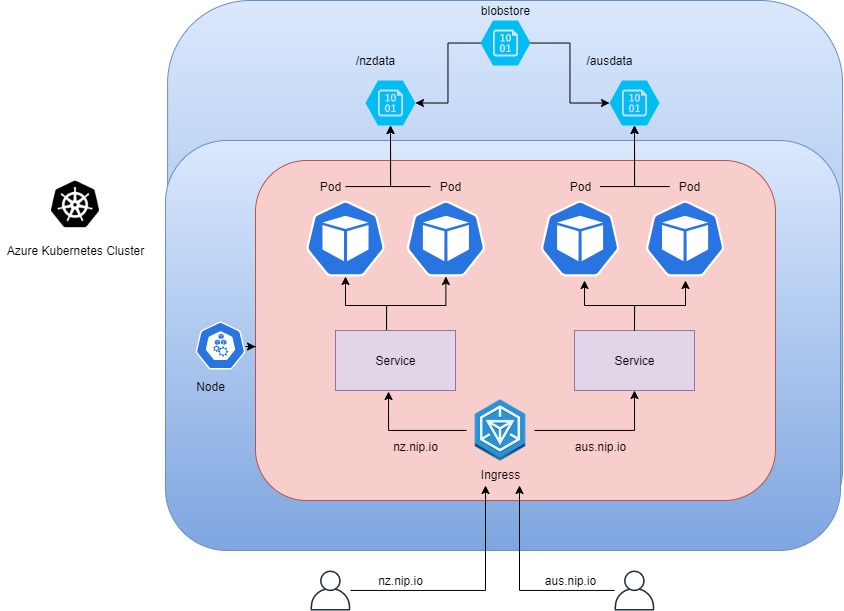 blobstore
/nzdata
/ausdata
10
01
10
01
10
01
Pod
Pod
Pod
Pod
Azure Kubernetes Cluster
Service
Service
Node
nz.nip.io
aus.nip.io
Ingress
nz.nip.io
aus.nip.io